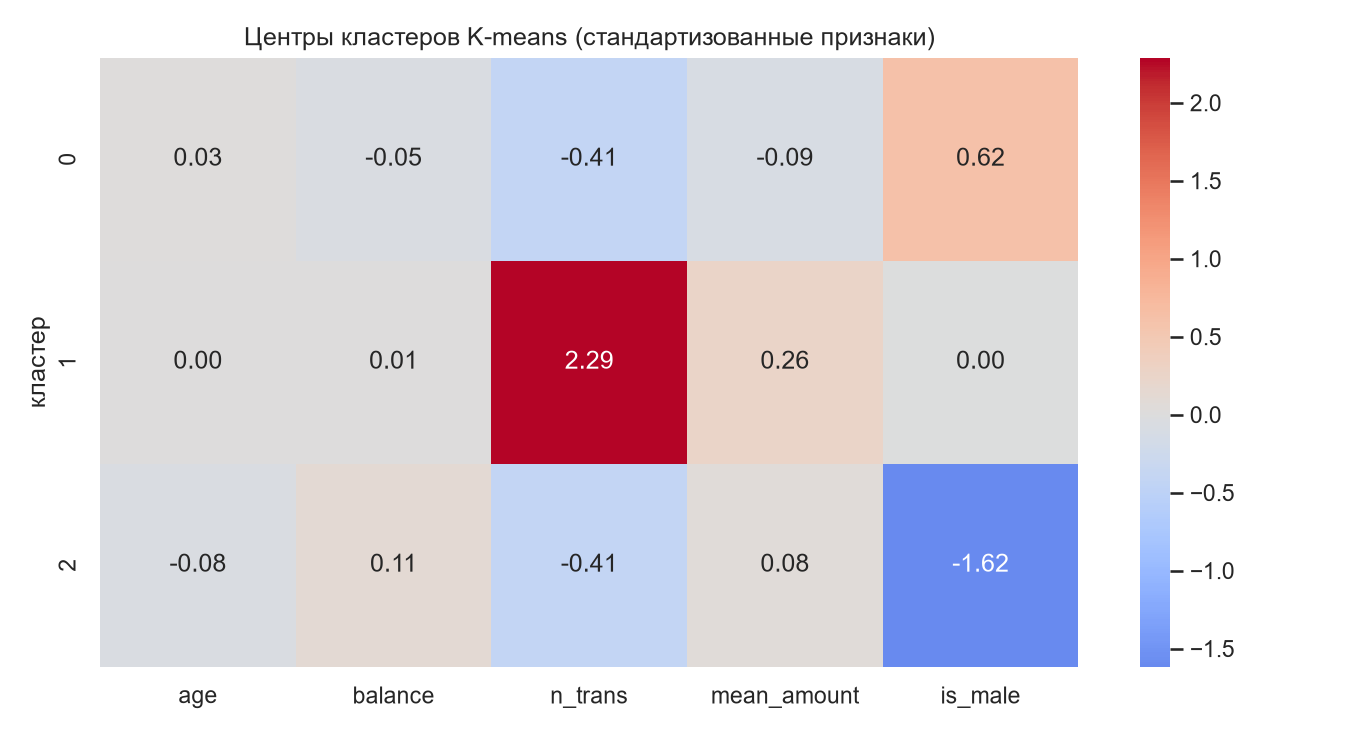 Центры кластеров K-means (стандартизованные признаки)
кластер
0
0.03 -0.05 -0.41 -0.09 0.62
1
0.00 0.01 2.29 0.26 0.00
2
-0.08 0.11 -0.41 0.08 -1.62
age balance n_trans mean_amount is_male
2.0
1.5
1.0
0.5
0.0
−0.5
−1.0
−1.5